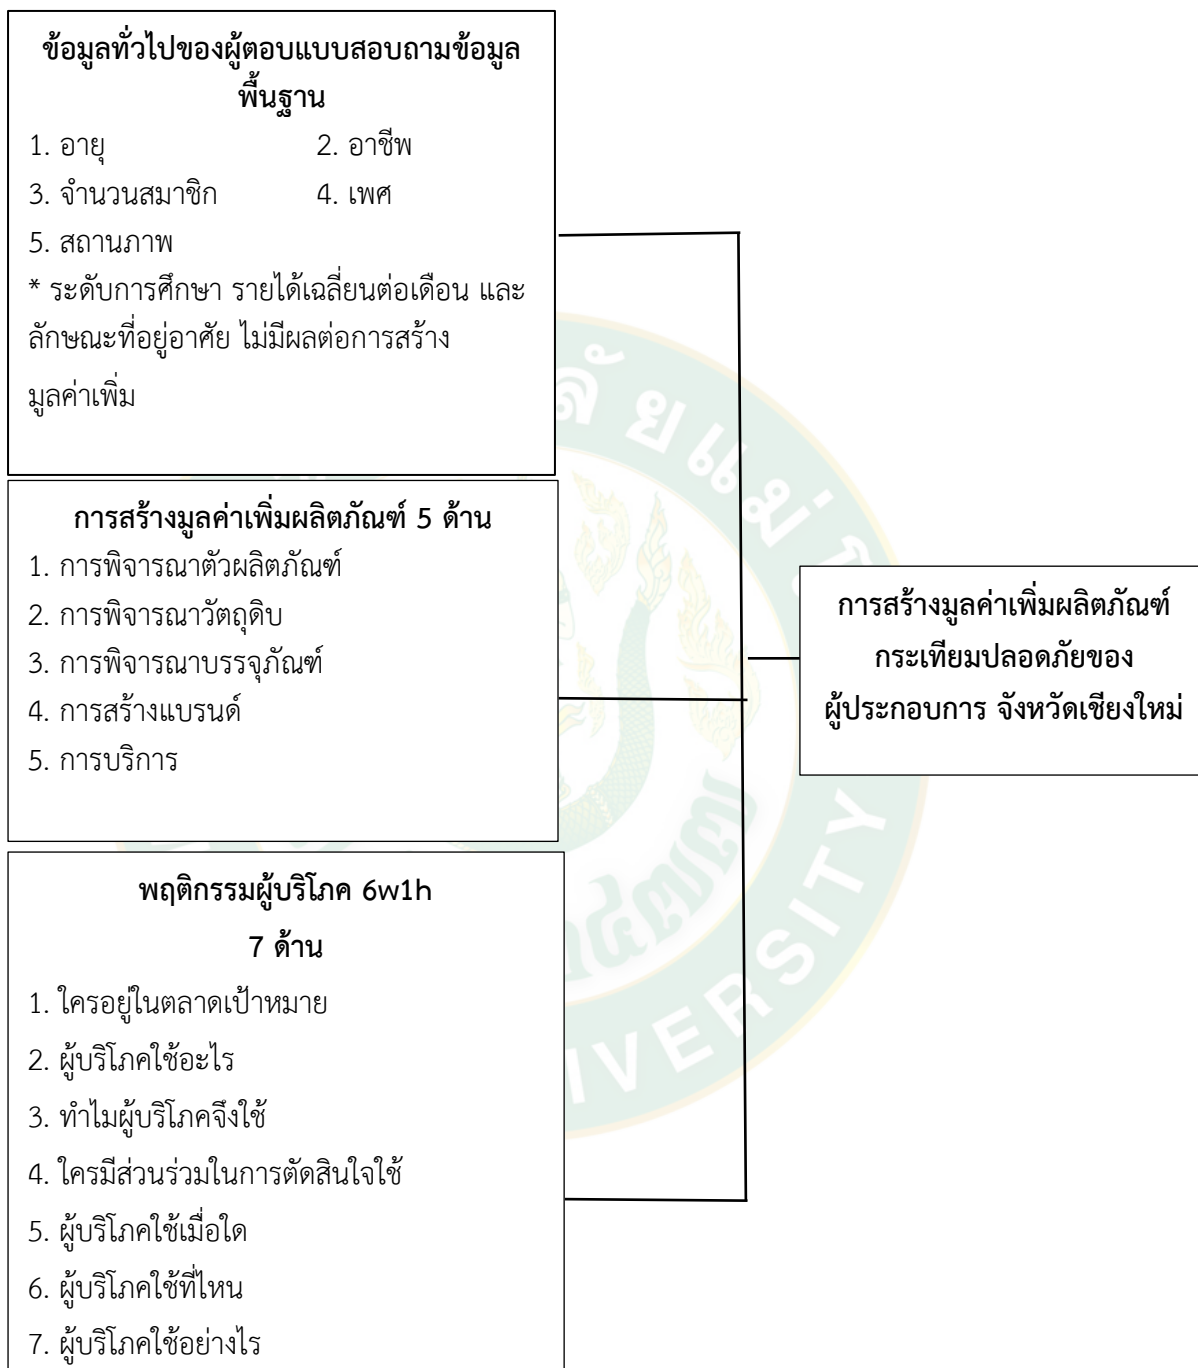 ข้อมูลทั่วไปของผู้ตอบแบบสอบถามข้อมูล
พื้นฐาน
1. อายุ 2. อาชีพ
3. จำนวนสมาชิก 4. เพศ
5. สถานภาพ
* ระดับการศึกษา รายได้เฉลี่ยนต่อเดือน และ
ลักษณะที่อยู่อาศัย ไม่มีผลต่อการสร้าง
มูลค่าเพิ่ม
การสร้างมูลค่าเพิ่มผลิตภัณฑ์ 5 ด้าน
1. การพิจารณาตัวผลิตภัณฑ์
2. การพิจารณาวัตถุดิบ
3. การพิจารณาบรรจุภัณฑ์
4. การสร้างแบรนด์
5. การบริการ
พฤติกรรมผู้บริโภค 6w1h
7 ด้าน
1. ใครอยู่ในตลาดเป้าหมาย
2. ผู้บริโภคใช้อะไร
3. ทำไมผู้บริโภคจึงใช้
4. ใครมีส่วนร่วมในการตัดสินใจใช้
5. ผู้บริโภคใช้เมื่อใด
6. ผู้บริโภคใช้ที่ไหน
7. ผู้บริโภคใช้อย่างไร
การสร้างมูลค่าเพิ่มผลิตภัณฑ์
กระเทียมปลอดภัยของ
ผู้ประกอบการ จังหวัดเชียงใหม่